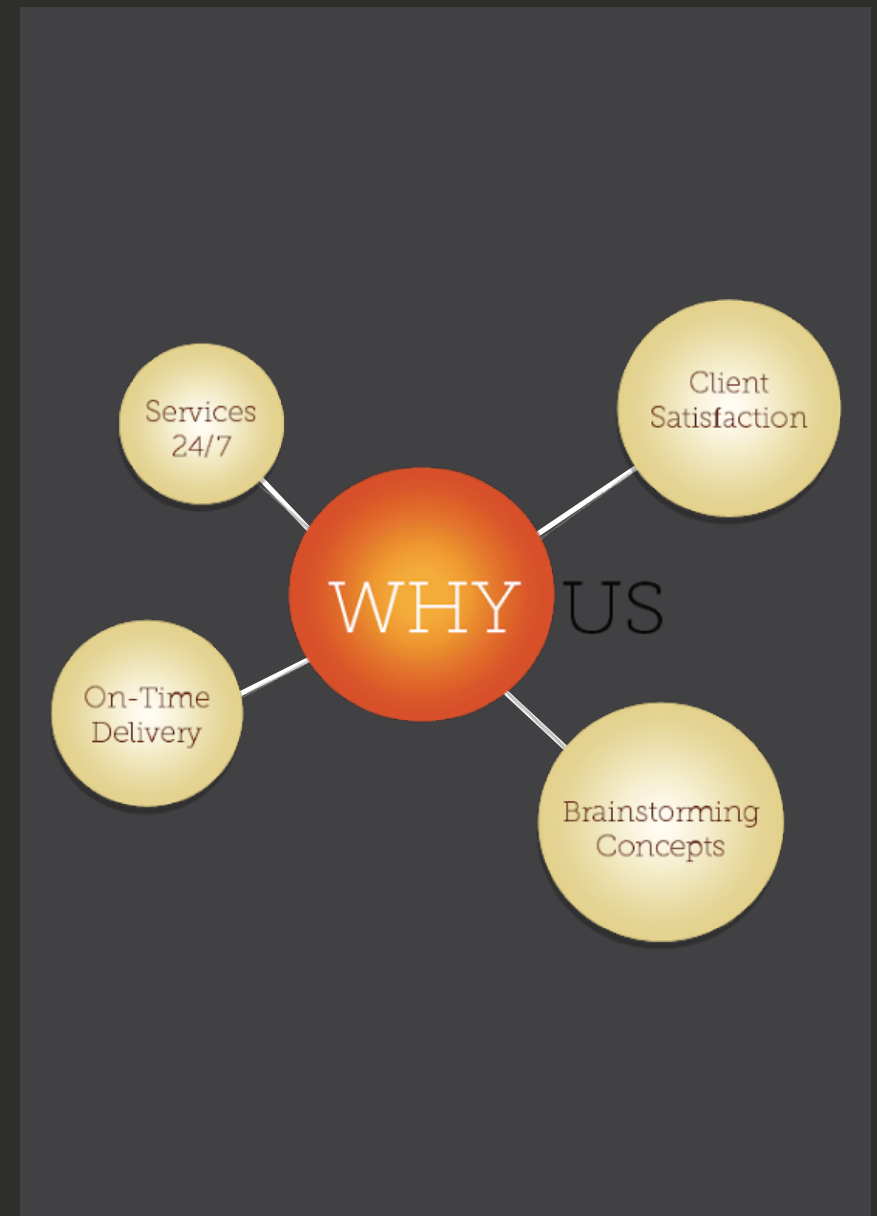 Services
24/7
Client
Satisfaction
WHY US
On-Time
Delivery
Brainstorming
Concepts